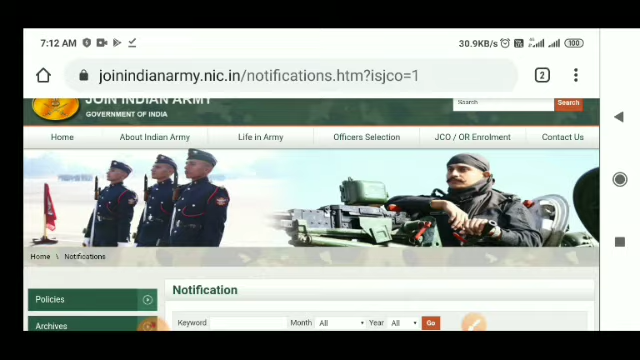 7:12 AM 30.9KB/s 100
joinindianarmy.nic.in/notifications.htm?isjco=1 2
JOIN INDIAN ARMY
GOVERNMENT OF INDIA
Search Search
Home About Indian Army Life in Army Officers Selection JCO / OR Enrolment Contact Us
Home \ Notifications
Policies
Notification
Archives
Keyword Month All Year All Go